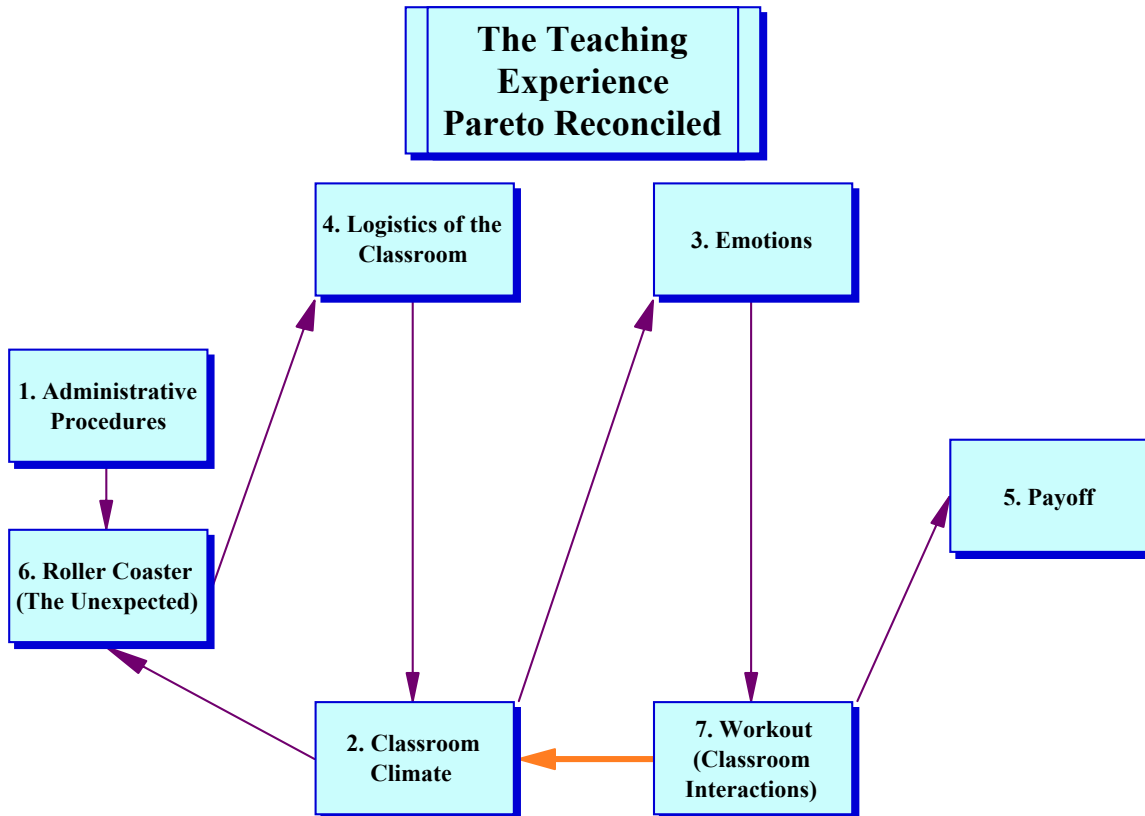 The Teaching
Experience
Pareto Reconciled
4. Logistics of the
Classroom
3. Emotions
1. Administrative
Procedures
5. Payoff
6. Roller Coaster
(The Unexpected)
2. Classroom
Climate
7. Workout
(Classroom
Interactions)